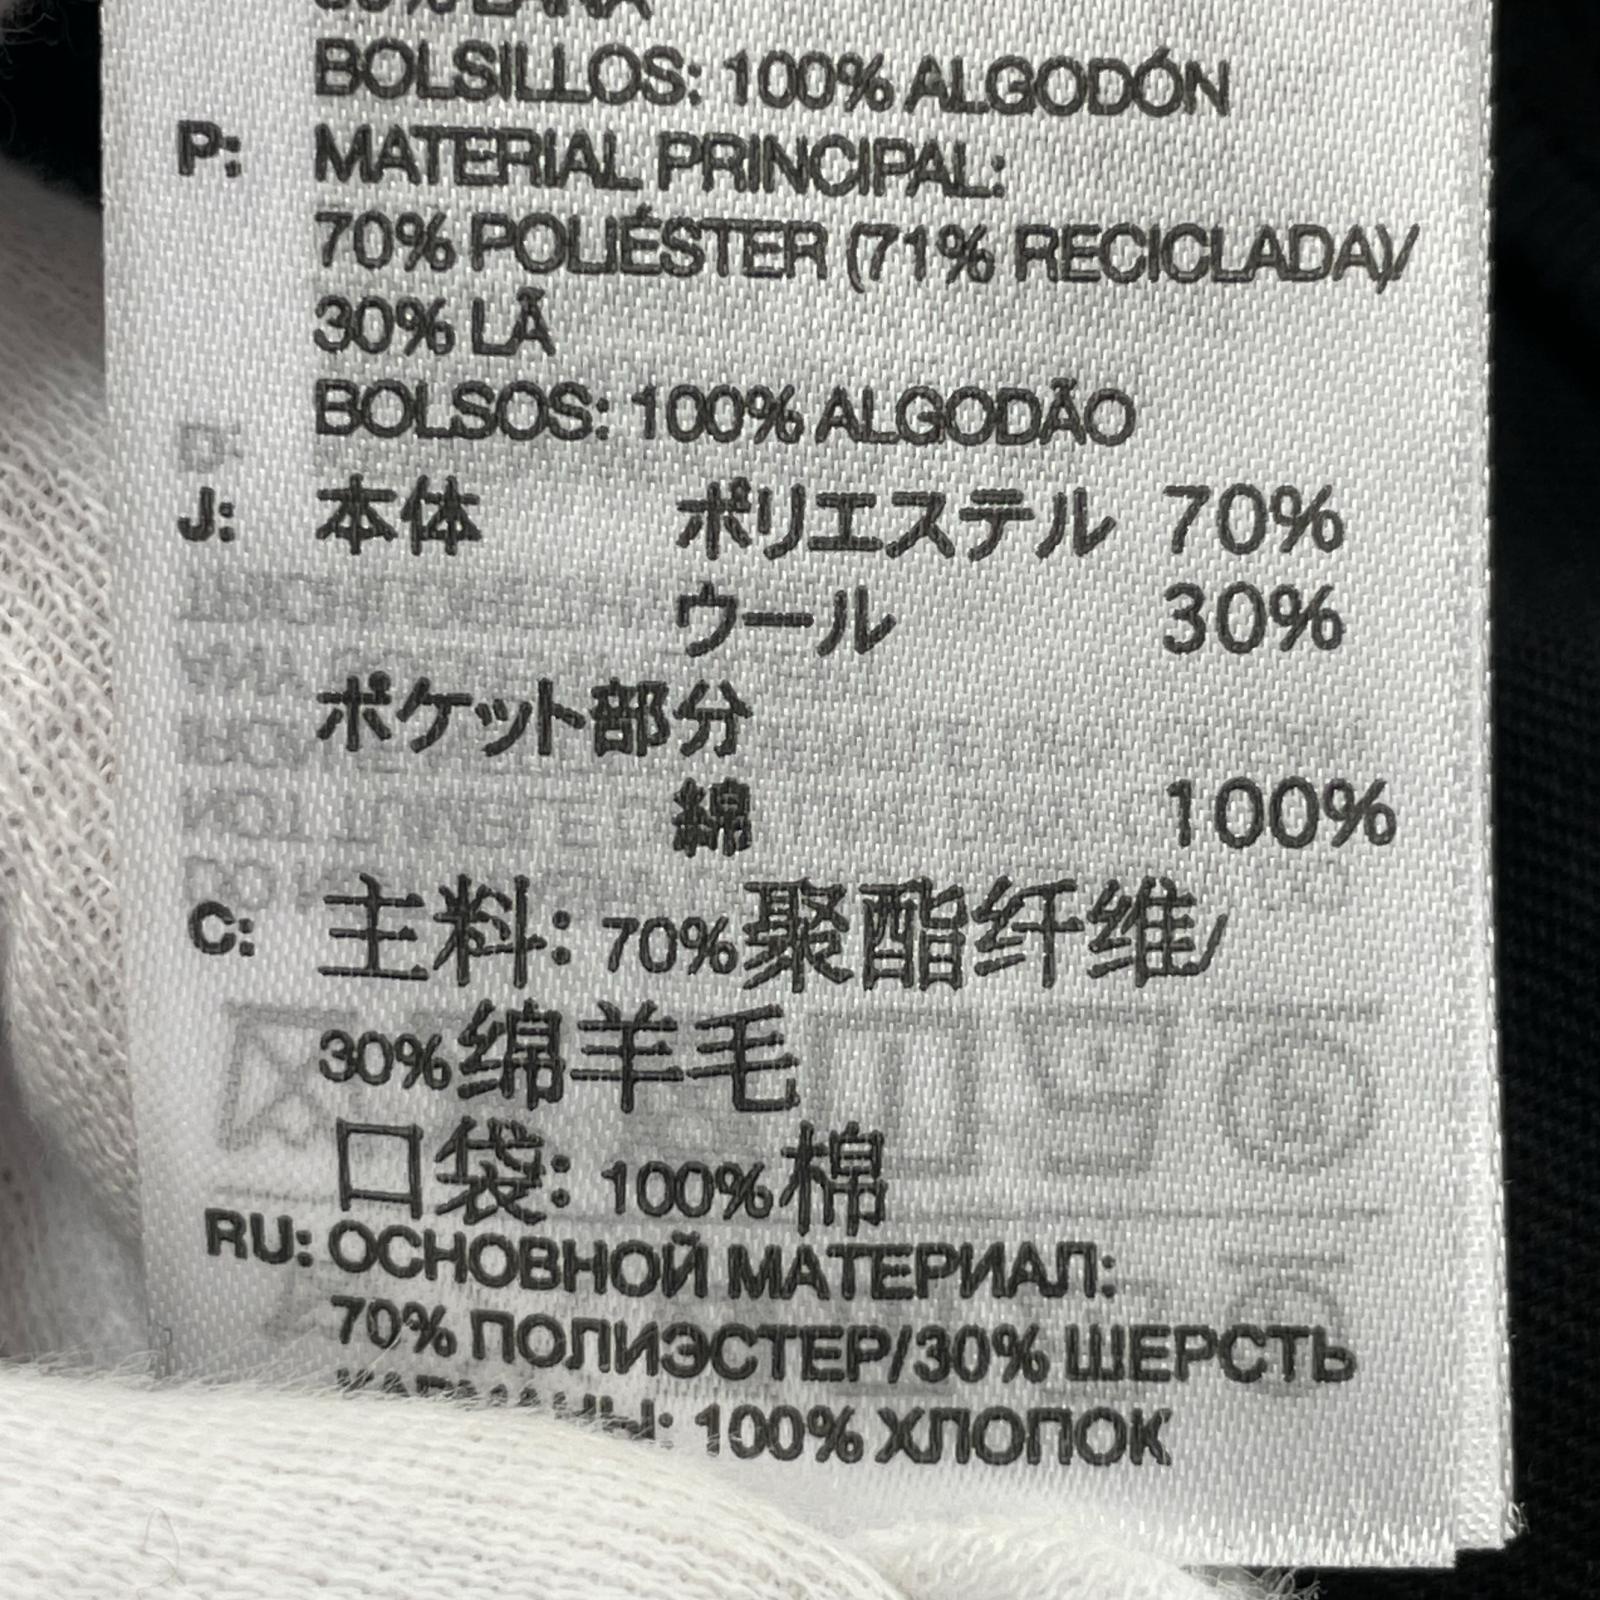 BOLSILLOS: 100% ALGODÓN
P: MATERIAL PRINCIPAL:
70% POLIÉSTER (71% RECICLADA)/
30% LÃ
BOLSOS: 100% ALGODÃO
J: 本体 ポリエステル 70%
ウール 30%
ポケット部分
綿 100%
C: 主料: 70%聚酯纤维/
30%绵羊毛
口袋: 100%棉
RU: ОСНОВНОЙ МАТЕРИАЛ:
70% ПОЛИЭСТЕР/30% ШЕРСТЬ
КАРМАНЫ: 100% ХЛОПОК